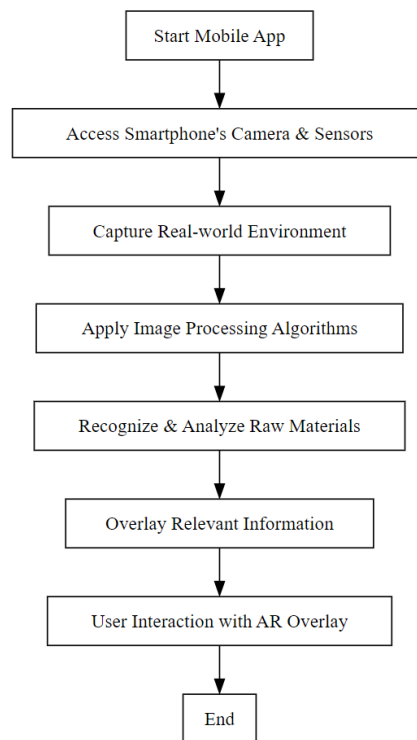 Start Mobile App
Access Smartphone's Camera & Sensors
Capture Real-world Environment
Apply Image Processing Algorithms
Recognize & Analyze Raw Materials
Overlay Relevant Information
User Interaction with AR Overlay
End